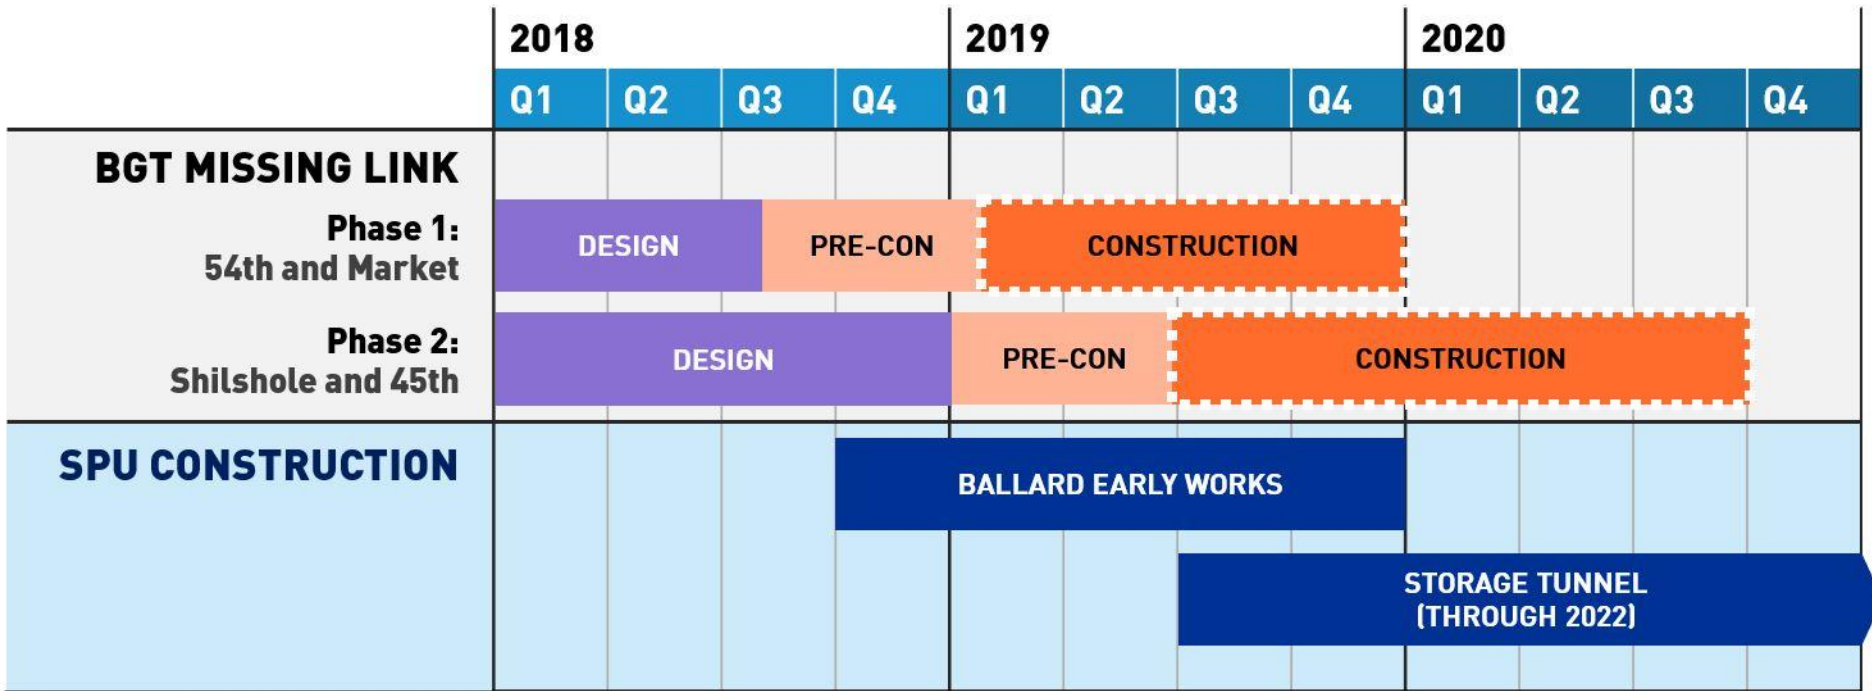 2018 2019 2020
Q1 Q2 Q3 Q4 Q1 Q2 Q3 Q4 Q1 Q2 Q3 Q4
BGT MISSING LINK
Phase 1:
54th and Market
DESIGN PRE-CON CONSTRUCTION
Phase 2:
Shilshole and 45th
DESIGN PRE-CON CONSTRUCTION
SPU CONSTRUCTION
BALLARD EARLY WORKS
STORAGE TUNNEL
(THROUGH 2022)